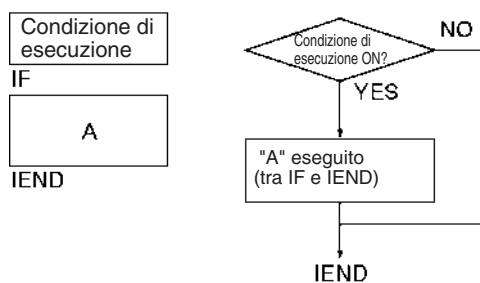 Condizione di
esecuzione
IF
A
IEND
Condizione di
esecuzione ON?
NO
YES
"A" eseguito
(tra IF e IEND)
IEND